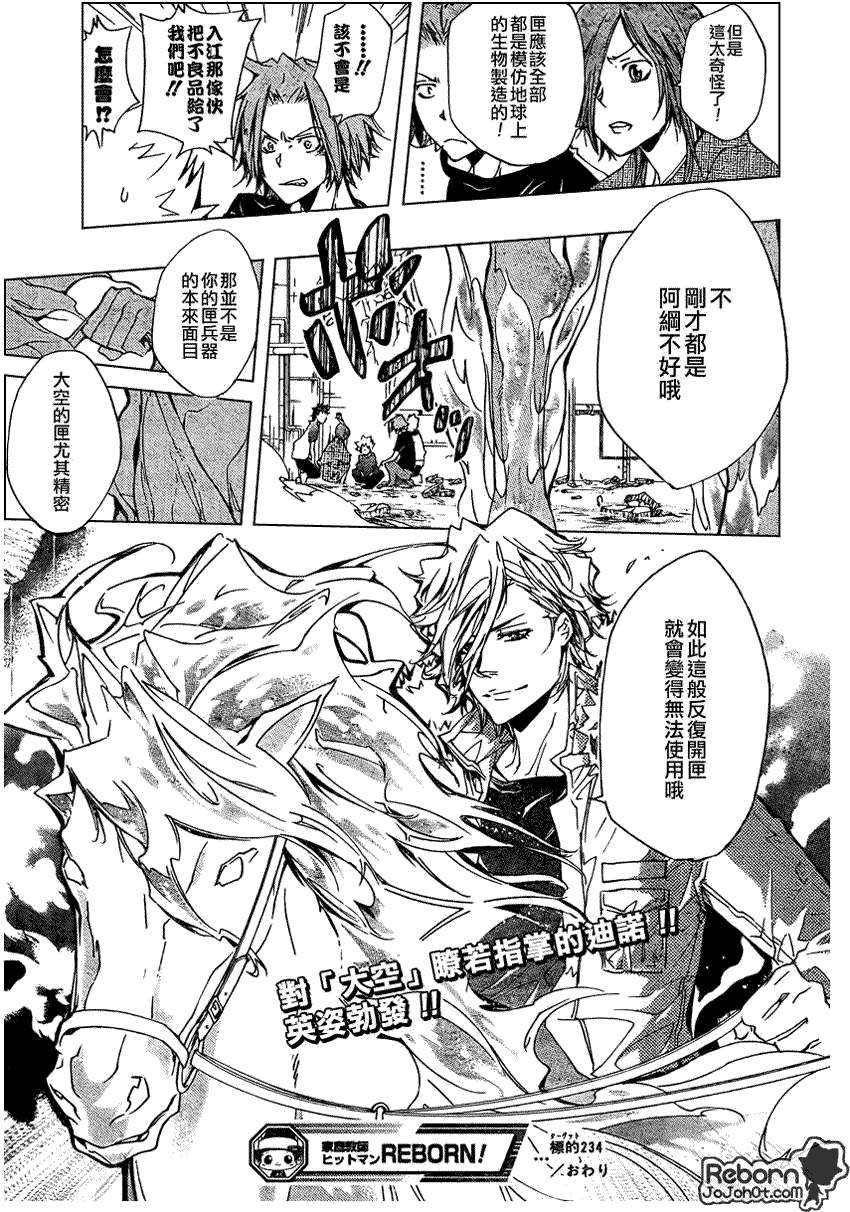 但是
這太奇怪了！
匣應該全部
都是模仿地球上
的生物製造的！
……
……!!
該不會是
入江那傢伙
把不良品給了
我們吧!!
怎麼會!?
不
剛才都是
阿綱不好哦
那並不是
你的匣兵器
的本來面目
大空的匣尤其精密
如此這般反復開匣
就會變得無法使用哦
對「大空」瞭若指掌的迪諾!!
英姿勃發!!
家庭教師
ヒットマンREBORN!
ターゲット
標的234
…
おわり
Reborn
JoJoHot.com